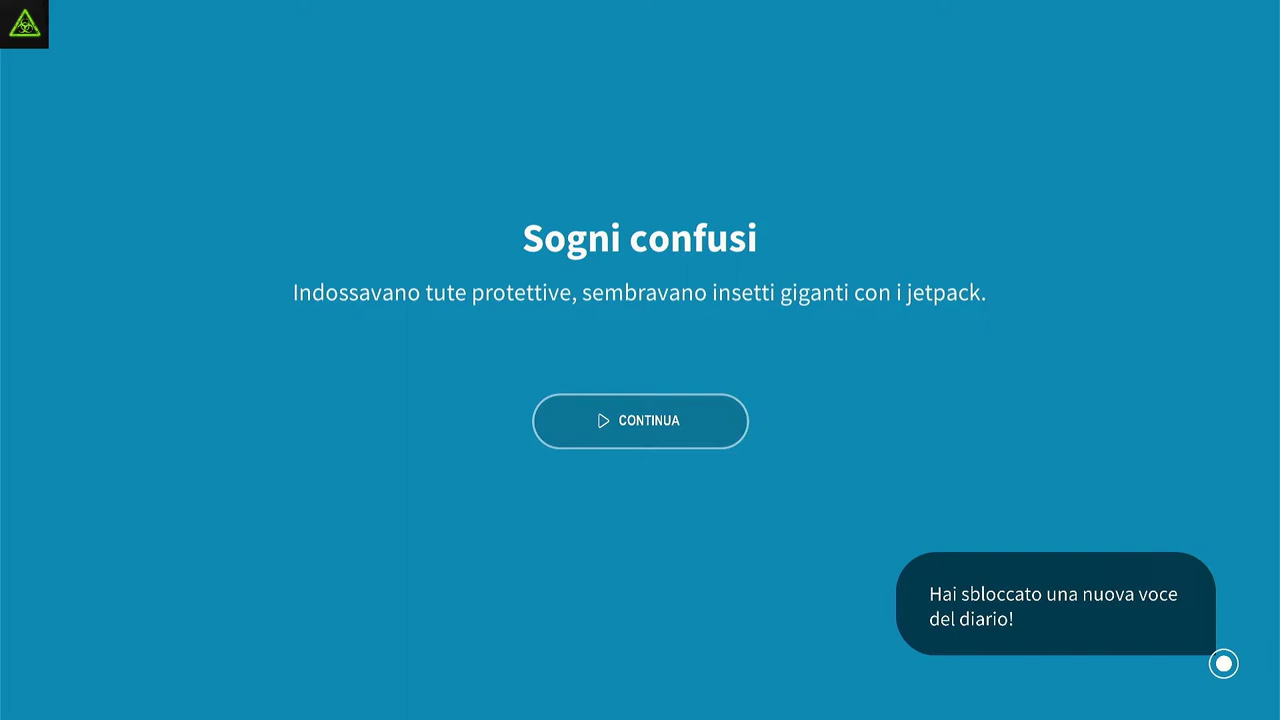 Sogni confusi
Indossavano tute protettive, sembravano insetti giganti con i jetpack.
CONTINUA
Hai sbloccato una nuova voce
del diario!